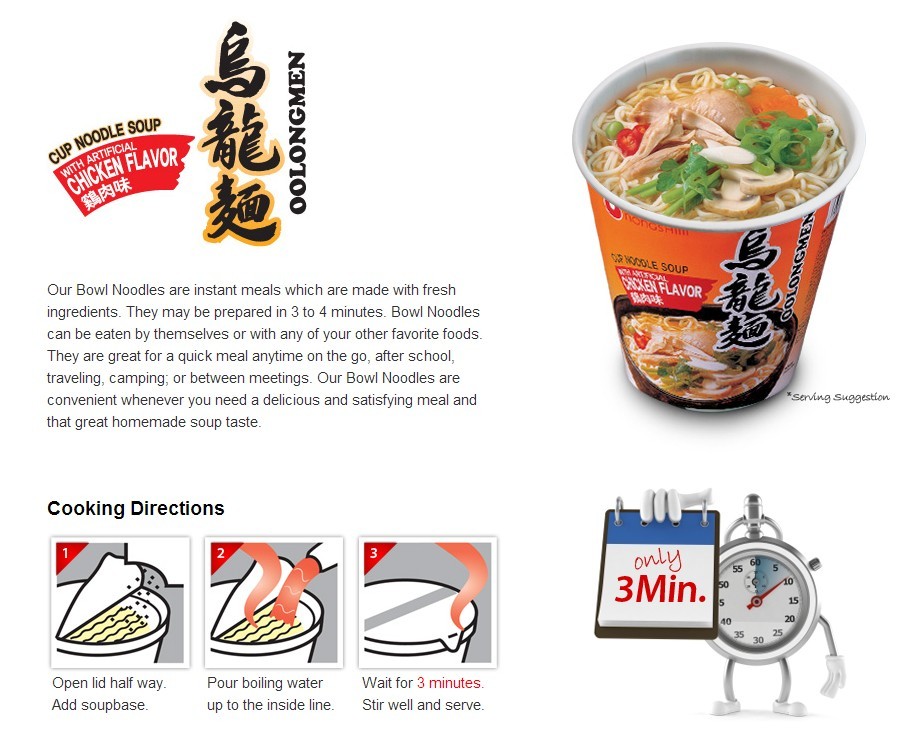 CUP NOODLE SOUP
WITH ARTIFICIAL
CHICKEN FLAVOR
鷄肉味
烏龍麵
OOLONGMEN
NONGSHIM
CUP NOODLE SOUP
WITH ARTIFICIAL
CHICKEN FLAVOR
鷄肉味
烏龍麵
OOLONGMEN
*Serving Suggestion
Our Bowl Noodles are instant meals which are made with fresh
ingredients. They may be prepared in 3 to 4 minutes. Bowl Noodles
can be eaten by themselves or with any of your other favorite foods.
They are great for a quick meal anytime on the go, after school,
traveling, camping; or between meetings. Our Bowl Noodles are
convenient whenever you need a delicious and satisfying meal and
that great homemade soup taste.
Cooking Directions
1
2
3
Open lid half way.
Add soupbase.
Pour boiling water
up to the inside line.
Wait for 3 minutes.
Stir well and serve.
only
3Min.
60
5
10
15
20
25
30
35
40
50
55